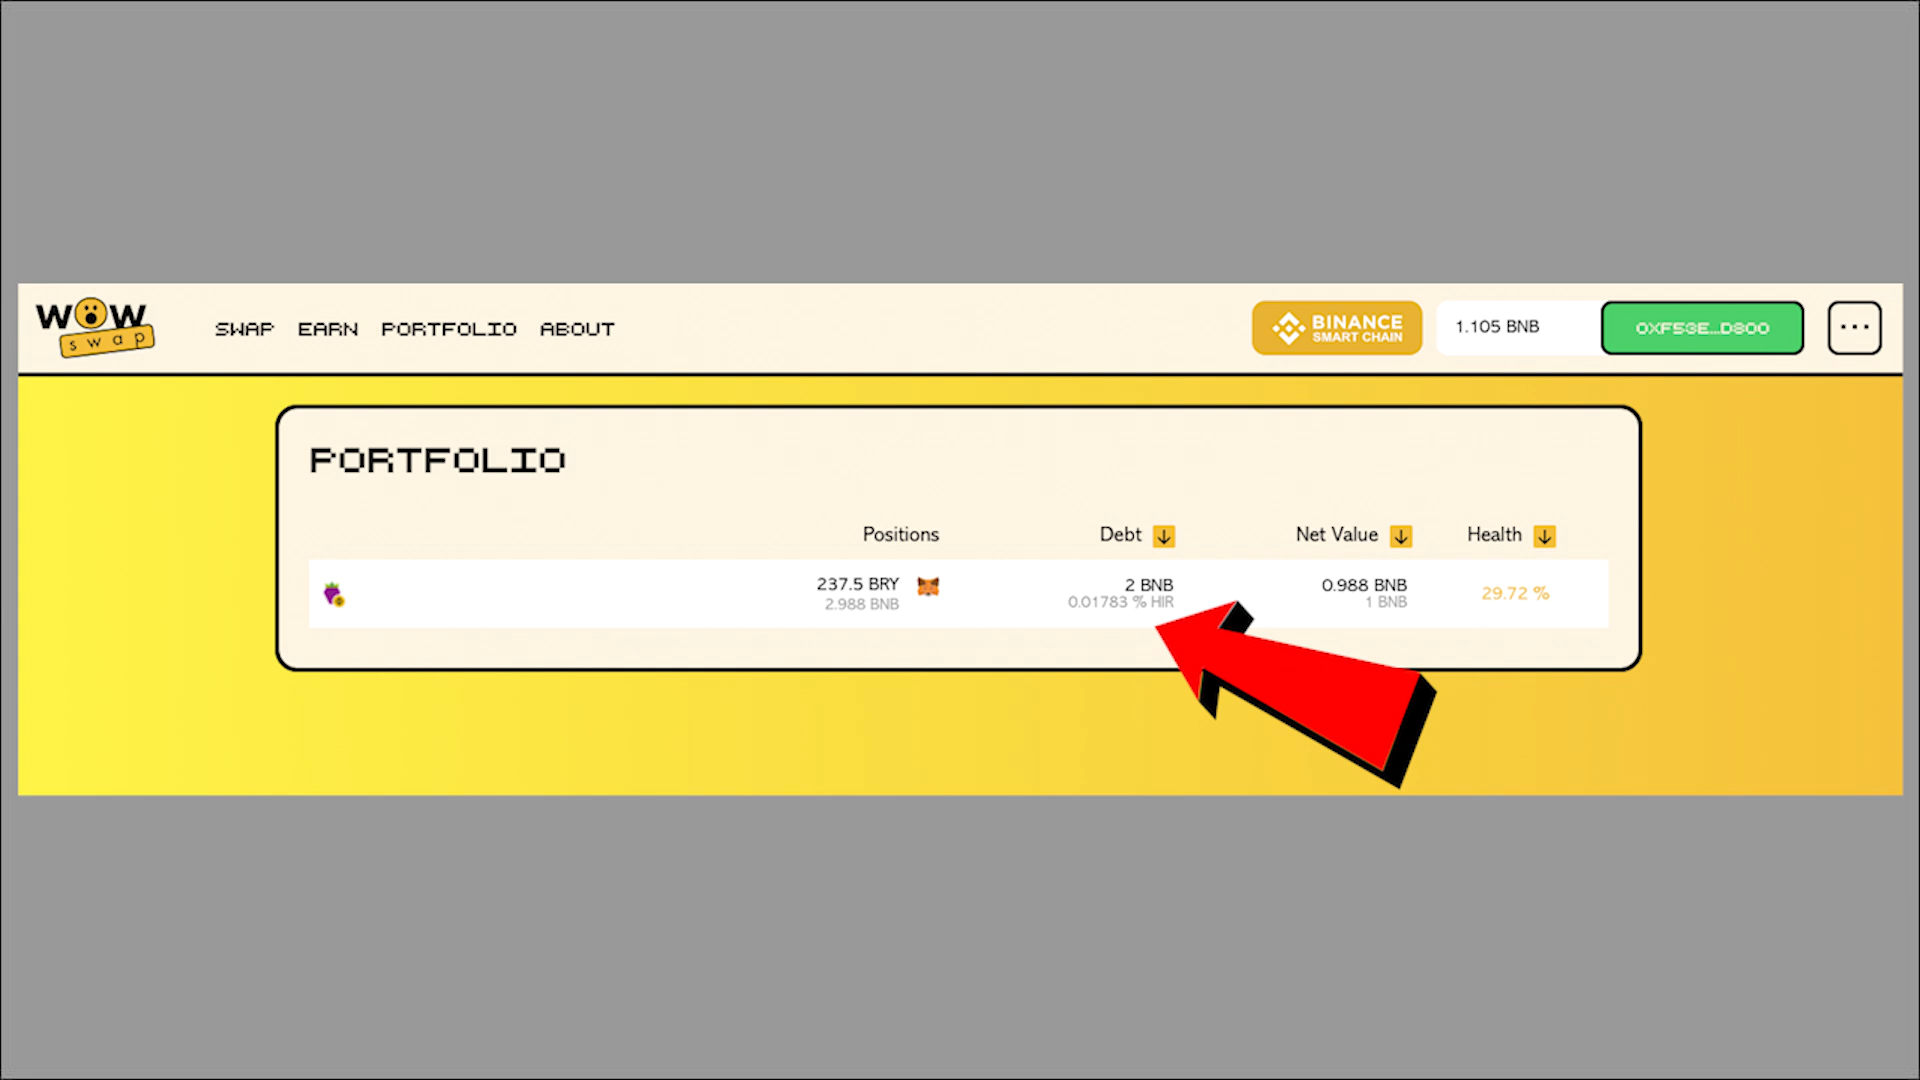 WOW
swap
SWAP EARN PORTFOLIO ABOUT
BINANCE
SMART CHAIN
1.105 BNB
0XF53E...D800
...
PORTFOLIO
Positions Debt Net Value Health
237.5 BRY 2 BNB 0.988 BNB 29.72 %
2.988 BNB 0.01783 % HIR 1 BNB